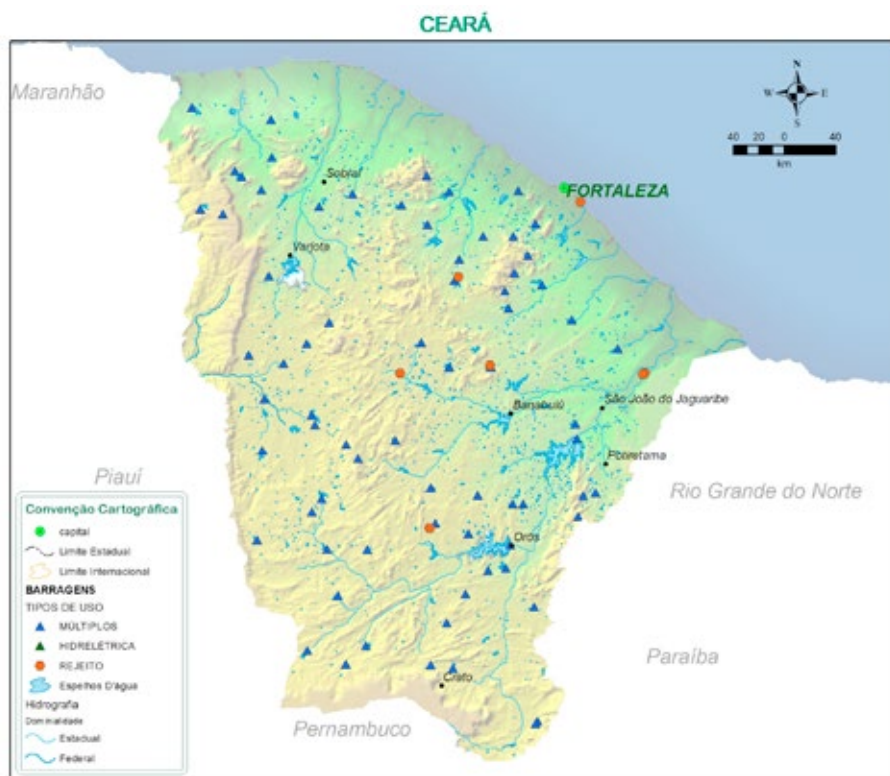 CEARÁ
Maranhão
N
W E
S
40 20 0 40
km
Sobral
FORTALEZA
Varjota
Banabuiú
São João do Jaguaribe
Piauí
Poeretama
Rio Grande do Norte
Orós
Paraíba
Crato
Pernambuco
Convenção Cartográfica
capital
Limite Estadual
Limite Internacional
BARRAGENS
TIPOS DE USO
MÚLTIPLOS
HIDRELÉTRICA
REJEITO
Espelhos D'água
Hidrografia
Dominialidade
Estadual
Federal